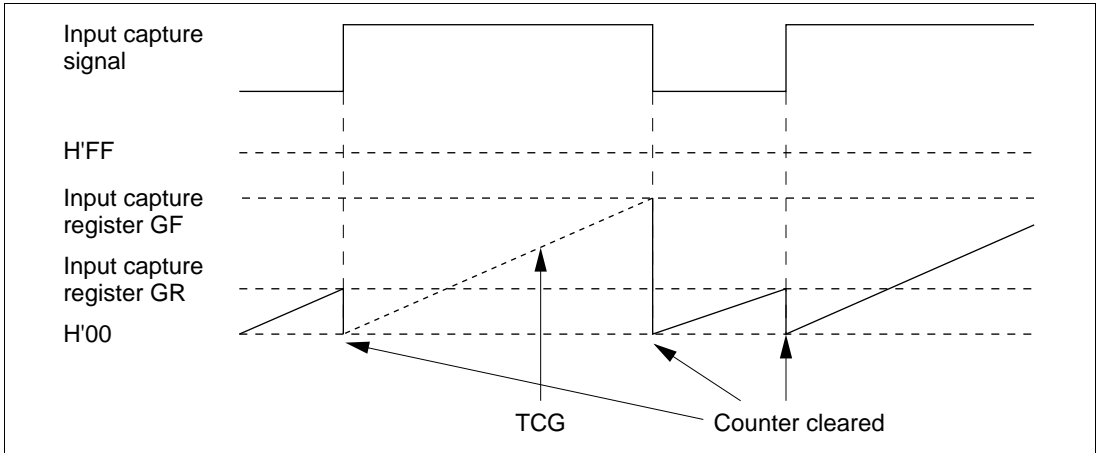 Input capture
signal
H'FF
Input capture
register GF
Input capture
register GR
H'00
TCG
Counter cleared